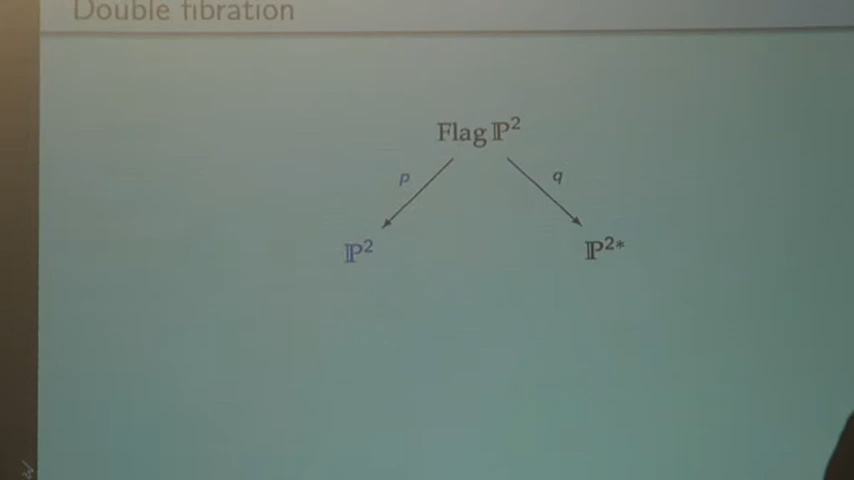 Double fibration
Flag ℙ²
p
q
ℙ²
ℙ²*